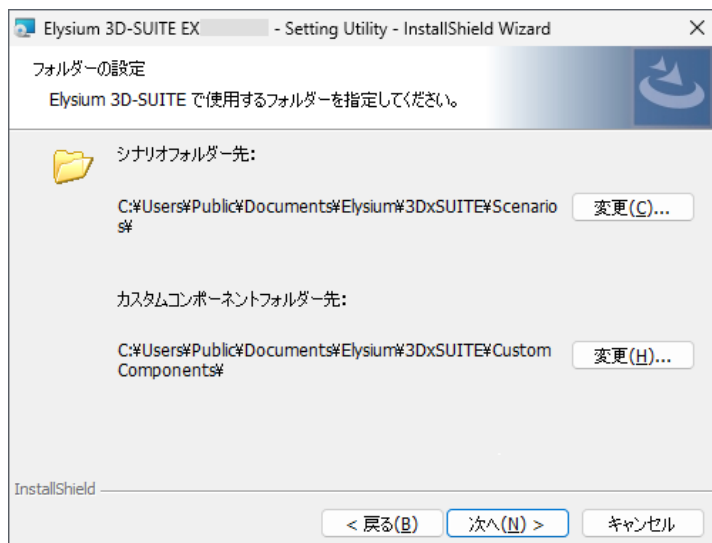 Elysium 3D-SUITE EX - Setting Utility - InstallShield Wizard
フォルダーの設定
Elysium 3D-SUITE で使用するフォルダーを指定してください。
シナリオフォルダー先:
C:¥Users¥Public¥Documents¥Elysium¥3DxSUITE¥Scenario
s¥
変更(C)...
カスタムコンポーネントフォルダー先:
C:¥Users¥Public¥Documents¥Elysium¥3DxSUITE¥Custom
Components¥
変更(H)...
InstallShield
< 戻る(B)
次へ(N) >
キャンセル